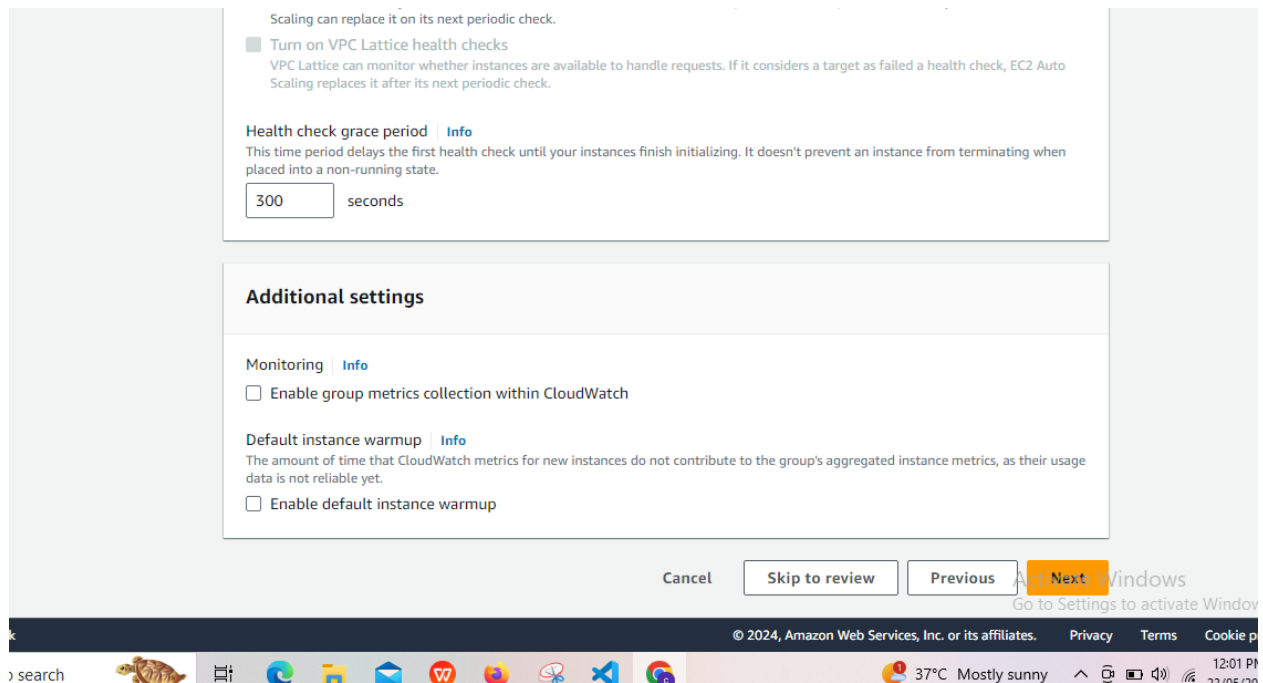 Scaling can replace it on its next periodic check.
Turn on VPC Lattice health checks
VPC Lattice can monitor whether instances are available to handle requests. If it considers a target as failed a health check, EC2 Auto
Scaling replaces it after its next periodic check.
Health check grace period Info
This time period delays the first health check until your instances finish initializing. It doesn't prevent an instance from terminating when
placed into a non-running state.
300 seconds
Additional settings
Monitoring Info
Enable group metrics collection within CloudWatch
Default instance warmup Info
The amount of time that CloudWatch metrics for new instances do not contribute to the group's aggregated instance metrics, as their usage
data is not reliable yet.
Enable default instance warmup
Cancel Skip to review Previous Next
Windows
Go to Settings to activate Window
© 2024, Amazon Web Services, Inc. or its affiliates. Privacy Terms Cookie
search
1
37°C Mostly sunny
12:01